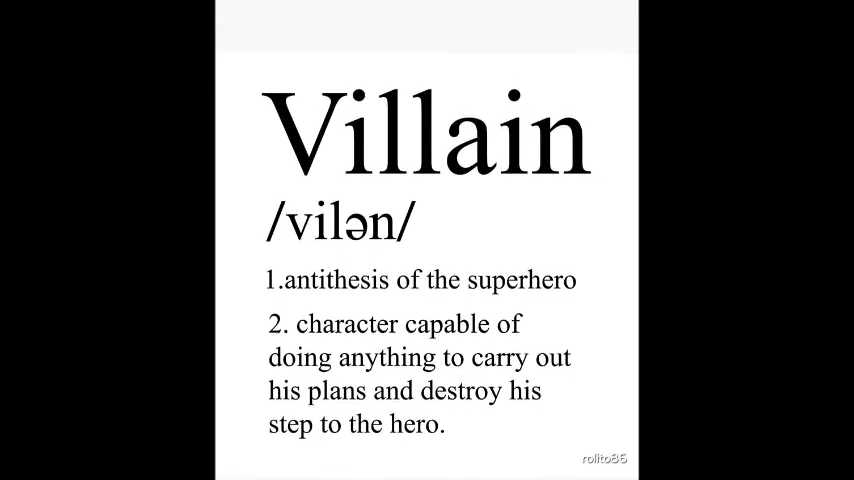 Villain
/vilən/
1.antithesis of the superhero
2. character capable of
doing anything to carry out
his plans and destroy his
step to the hero.
rolito86